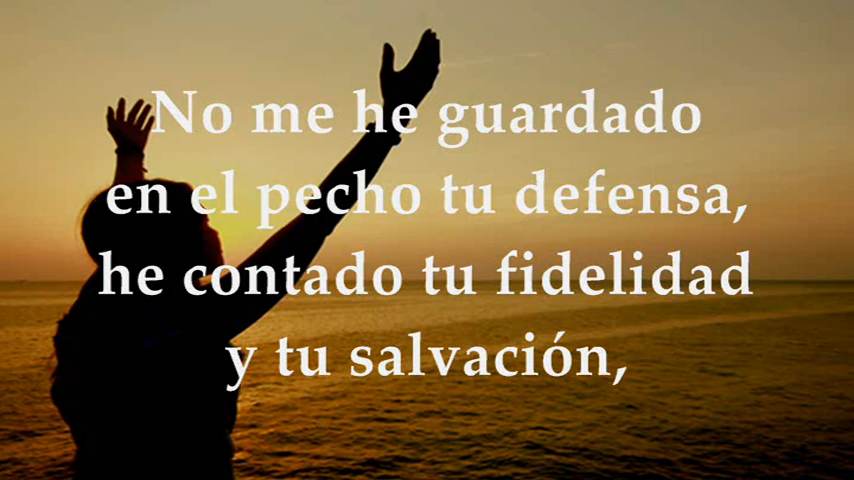 No me he guardado
en el pecho tu defensa,
he contado tu fidelidad
y tu salvación,